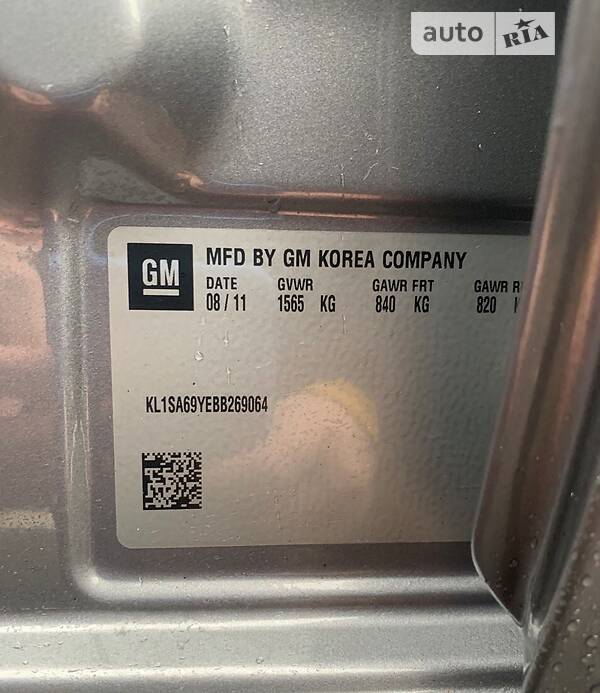 auto RIA
GM
MFD BY GM KOREA COMPANY
DATE GVWR GAWR FRT GAWR
08 / 11 1565 KG 840 KG 820
KL1SA69YEBB269064